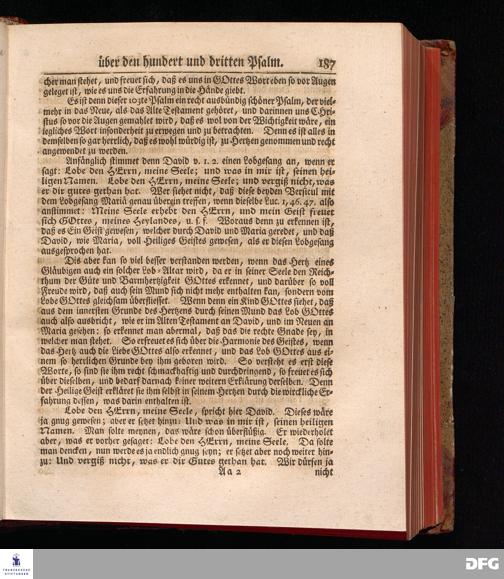 über den hundert und dritten Psalm. 187
cher man stehet, und freuet sich, daß es uns in GOttes Wort eben so vor Augen
geleget ist, wie es uns die Erfahrung in die Hände giebt.
Es ist denn dieser 103te Psalm ein recht ausbündig schöner Psalm, der viel-
mehr in das Neue, als das Alte Testament gehöret, und darinnen uns CHri-
stus so vor die Augen gemahlet wird, daß es wol von der Wichtigkeit wäre, ein
iegliches Wort insonderheit zu erwegen und zu betrachten. Denn es ist alles in
demselben so gar herrlich, daß es wohl würdig ist, zu Hertzen genommen und recht
angewendet zu werden.
Anfänglich stimmet denn David v. 1. 2. einen Lobgesang an, wenn er
sagt: Lobe den HErrn, meine Seele; und was in mir ist, seinen hei-
ligen Namen. Lobe den HErrn, meine Seele; und vergiß nicht, was
er dir gutes gethan hat. Wer siehet nicht, daß diese beyden Versicul mit
dem Lobgesang Mariä genau übergin treffen, wenn dieselbe Luc. 1, 46. 47. also
anstimmet: Meine Seele erhebt den HErrn, und mein Geist freuet
sich GOttes, meines Heylandes, u. s. f. Woraus denn zu erkennen ist,
daß es Ein Geist gewesen, welcher durch David und Maria geredet, und daß
David, wie Maria, voll Heiliges Geistes gewesen, als er diesen Lobgesang
ausgesprochen hat.
Dis aber kan so viel besser verstanden werden, wenn das Hertz eines
Gläubigen auch ein solcher Lob-Altar wird, da er in seiner Seele den Reich-
thum der Güte und Barmhertzigkeit GOttes erkennet, und darüber so voll
Freude wird, daß auch sein Mund sich nicht mehr enthalten kan, sondern vom
Lobe GOttes gleichsam überfliesset. Wenn denn ein Kind GOttes siehet, daß
aus dem innersten Grunde des Hertzens durch seinen Mund das Lob GOttes
auch also ausbricht, wie er im Alten Testament an David, und im Neuen an
Maria gesehen: so erkennet man abermal, daß das die rechte Gnade sey, in
welcher man stehet. So erfreuet es sich über die Harmonie des Geistes, wenn
das Hertz auch die Liebe GOttes also erkennet, und das Lob GOttes aus ei-
nem so herrlichen Grunde bey ihm geboren wird. So verstehet es erst diese
Worte, so sind sie ihm recht schmackhaftig und durchdringend, so freuet es sich
über dieselben, und bedarf darnach keiner weitern Erklärung derselben. Denn
der Heilige Geist erkläret sie ihm selbst in seinem Hertzen durch die wirckliche Er-
fahrung dessen, was darin enthalten ist.
Lobe den HErrn, meine Seele, spricht hier David. Dieses wäre
ja gnug gewesen; aber er setzet hinzu: Und was in mir ist, seinen heiligen
Namen. Man solte meynen, das wäre schon überflüßig. Er wiederholet
aber, was er vorher gesaget: Lobe den HErrn, meine Seele. Da solte
man dencken, nun werde es ja endlich gnug seyn; er setzet aber noch weiter hin-
zu: Und vergiß nicht, was er dir Gutes gethan hat. Wir dürfen ja
Aa 2 nicht
FRANCKESCHE
STIFTUNGEN
DFG